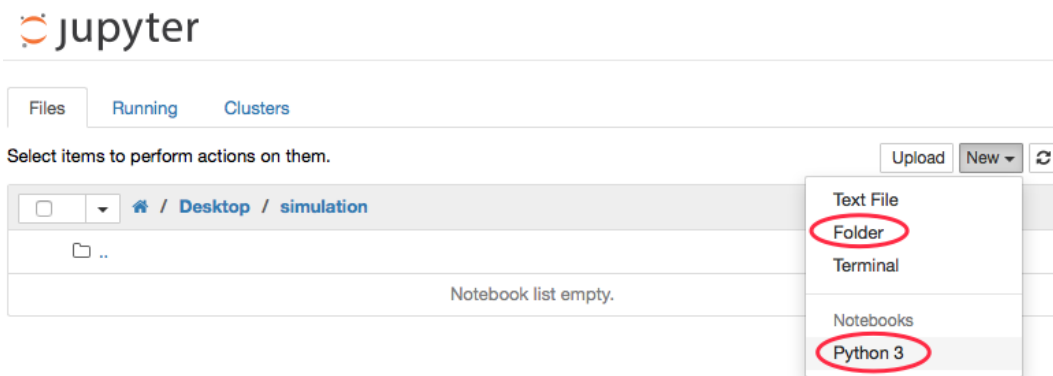 jupyter
Files Running Clusters
Select items to perform actions on them.
Upload New
/ Desktop / simulation
..
Notebook list empty.
Text File
Folder
Terminal
Notebooks
Python 3